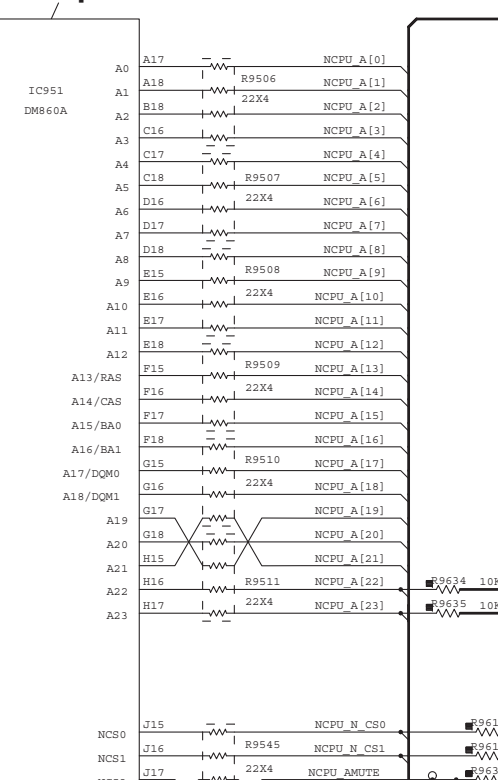 IC951
DM860A
A0 A17 NCPU_A[0]
R9506
A1 A18 NCPU_A[1]
22X4
A2 B18 NCPU_A[2]
A3 C16 NCPU_A[3]
A4 C17 NCPU_A[4]
A5 C18 R9507 NCPU_A[5]
22X4
A6 D16 NCPU_A[6]
A7 D17 NCPU_A[7]
A8 D18 NCPU_A[8]
A9 E15 R9508 NCPU_A[9]
A10 E16 22X4 NCPU_A[10]
A11 E17 NCPU_A[11]
A12 E18 NCPU_A[12]
A13/RAS F15 R9509 NCPU_A[13]
A14/CAS F16 22X4 NCPU_A[14]
A15/BA0 F17 NCPU_A[15]
A16/BA1 F18 NCPU_A[16]
A17/DQM0 G15 R9510 NCPU_A[17]
A18/DQM1 G16 22X4 NCPU_A[18]
A19 G17 NCPU_A[19]
A20 G18 NCPU_A[20]
A21 H15 NCPU_A[21]
A22 H16 R9511 NCPU_A[22] R9634 10K
A23 H17 22X4 NCPU_A[23] R9635 10K
NCS0 J15 NCPU_N_CS0 R961
NCS1 J16 R9545 NCPU_N_CS1 R961
J17 22X4 NCPU_AMUTE R963